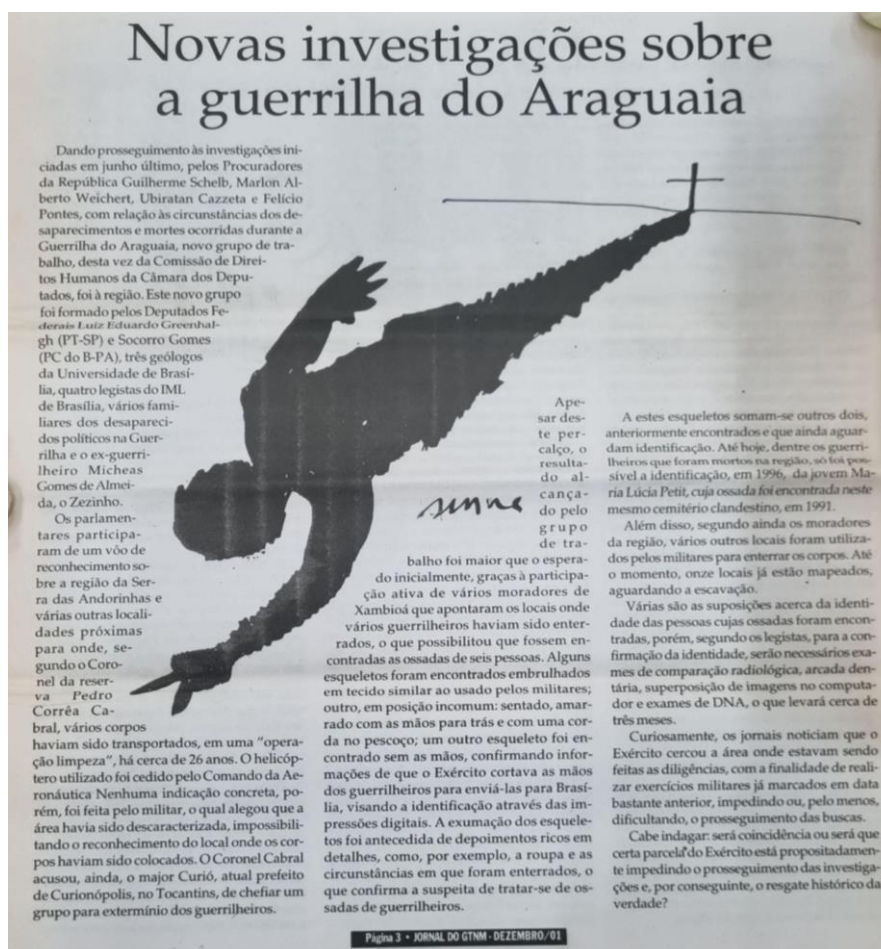 Novas investigações sobre
a guerrilha do Araguaia
Dando prosseguimento às investigações ini-
ciadas em junho último, pelos Procuradores
da República Guilherme Schelb, Marlon Al-
berto Weichert, Ubiratan Cazzeta e Felício
Pontes, com relação às circunstâncias dos de-
saparecimentos e mortes ocorridas durante a
Guerrilha do Araguaia, novo grupo de tra-
balho, desta vez da Comissão de Direi-
tos Humanos da Câmara dos Depu-
tados, foi à região. Este novo grupo
foi formado pelos Deputados Fe-
derais Luiz Eduardo Greenhal-
gh (PT-SP) e Socorro Gomes
(PC do B-PA), três geólogos
da Universidade de Brasí-
lia, quatro legistas do IML
de Brasília, vários fami-
liares dos desapareci-
dos políticos na Guer-
rilha e o ex-guerri-
lheiro Micheas
Gomes de Almei-
da, o Zezinho.
Os parlamen-
tares participa-
ram de um vôo de
reconhecimento so-
bre a região da Ser-
ra das Andorinhas e
várias outras locali-
dades próximas
para onde, se-
gundo o Coro-
nel da reser-
va Pedro
Corrêa Ca-
bral, vários corpos
haviam sido transportados, em uma "opera-
ção limpeza", há cerca de 26 anos. O helicóp-
tero utilizado foi cedido pelo Comando da Ae-
ronáutica Nenhuma indicação concreta, po-
rém, foi feita pelo militar, o qual alegou que a
área havia sido descaracterizada, impossibili-
tando o reconhecimento do local onde os cor-
pos haviam sido colocados. O Coronel Cabral
acusou, ainda, o major Curió, atual prefeito
de Curionópolis, no Tocantins, de chefiar um
grupo para extermínio dos guerrilheiros.
Ape-
sar des-
te per-
calço, o
resulta-
do al-
cança-
do pelo
grupo
de tra-
balho foi maior que o espera-
do inicialmente, graças à participa-
ção ativa de vários moradores de
Xambioá que apontaram os locais onde
vários guerrilheiros haviam sido enter-
rados, o que possibilitou que fossem en-
contradas as ossadas de seis pessoas. Alguns
esqueletos foram encontrados embrulhados
em tecido similar ao usado pelos militares;
outro, em posição incomum: sentado, amar-
rado com as mãos para trás e com uma cor-
da no pescoço; um outro esqueleto foi en-
contrado sem as mãos, confirmando infor-
mações de que o Exército cortava as mãos
dos guerrilheiros para enviá-las para Brasí-
lia, visando a identificação através das im-
pressões digitais. A exumação dos esquele-
tos foi antecedida de depoimentos ricos em
detalhes, como, por exemplo, a roupa e as
circunstâncias em que foram enterrados, o
que confirma a suspeita de tratar-se de os-
sadas de guerrilheiros.
A estes esqueletos somam-se outros dois,
anteriormente encontrados e que ainda aguar-
dam identificação. Até hoje, dentre os guerri-
lheiros que foram mortos na região, só foi pos-
sível a identificação, em 1996, da jovem Ma-
ria Lúcia Petit, cuja ossada foi encontrada neste
mesmo cemitério clandestino, em 1991.
Além disso, segundo ainda os moradores
da região, vários outros locais foram utiliza-
dos pelos militares para enterrar os corpos. Até
o momento, onze locais já estão mapeados,
aguardando a escavação.
Várias são as suposições acerca da identi-
dade das pessoas cujas ossadas foram encon-
tradas, porém, segundo os legistas, para a con-
firmação da identidade, serão necessários exa-
mes de comparação radiológica, arcada den-
tária, superposição de imagens no computa-
dor e exames de DNA, o que levará cerca de
três meses.
Curiosamente, os jornais noticiam que o
Exército cercou a área onde estavam sendo
feitas as diligências, com a finalidade de reali-
zar exercícios militares já marcados em data
bastante anterior, impedindo ou, pelo menos,
dificultando, o prosseguimento das buscas.
Cabe indagar: será coincidência ou será que
certa parcela do Exército está propositadamen-
te impedindo o prosseguimento das investiga-
ções e, por conseguinte, o resgate histórico da
verdade?
Página 3 • JORNAL DO GTNM - DEZEMBRO/01